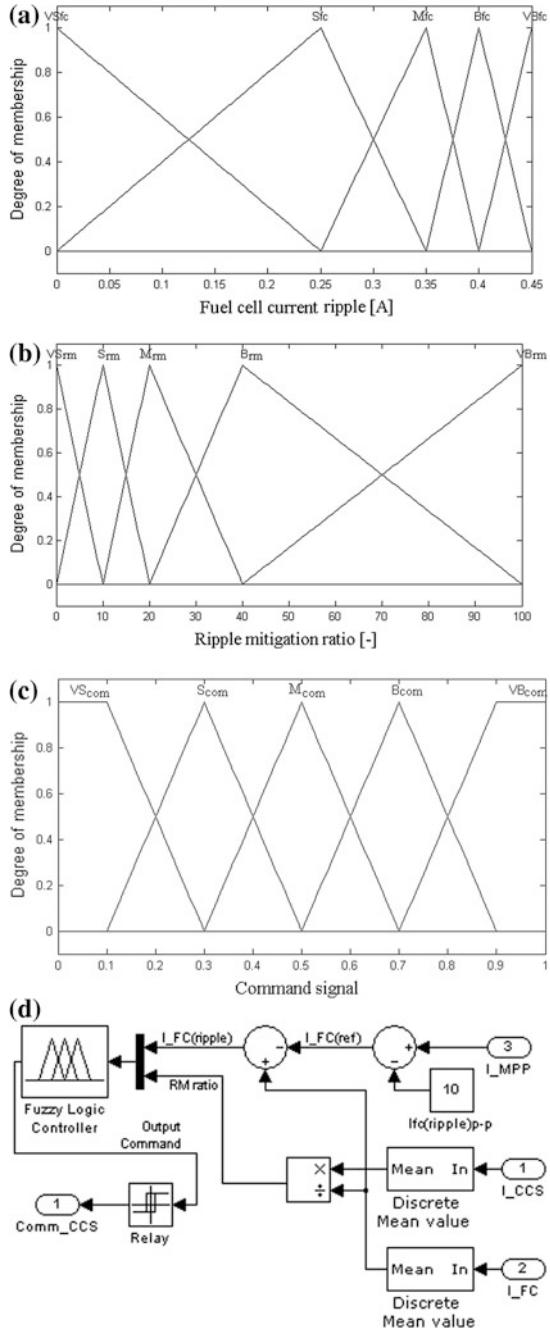 (a)
VSfc Sfc Mfc Bfc VBfc
1
0.8
0.6
0.4
0.2
0
Degree of membership
0 0.05 0.1 0.15 0.2 0.25 0.3 0.35 0.4 0.45
Fuel cell current ripple [A]
(b)
VSrm Srm Mrm Brm VBrm
1
0.8
0.6
0.4
0.2
0
Degree of membership
0 10 20 30 40 50 60 70 80 90 100
Ripple mitigation ratio [-]
(c)
VScom Scom Mcom Bcom VBcom
1
0.8
0.6
0.4
0.2
0
Degree of membership
0 0.1 0.2 0.3 0.4 0.5 0.6 0.7 0.8 0.9 1
Command signal
(d)
I_FC(ripple) - + I_FC(ref) + - 3
I_MPP
RM ratio
10
Ifc(ripple)p-p
Fuzzy Logic
Controller
Output
Command
× ÷
Mean In 1
I_CCS
Discrete
Mean value
1
Comm_CCS
Relay
Mean In 2
I_FC
Discrete
Mean value